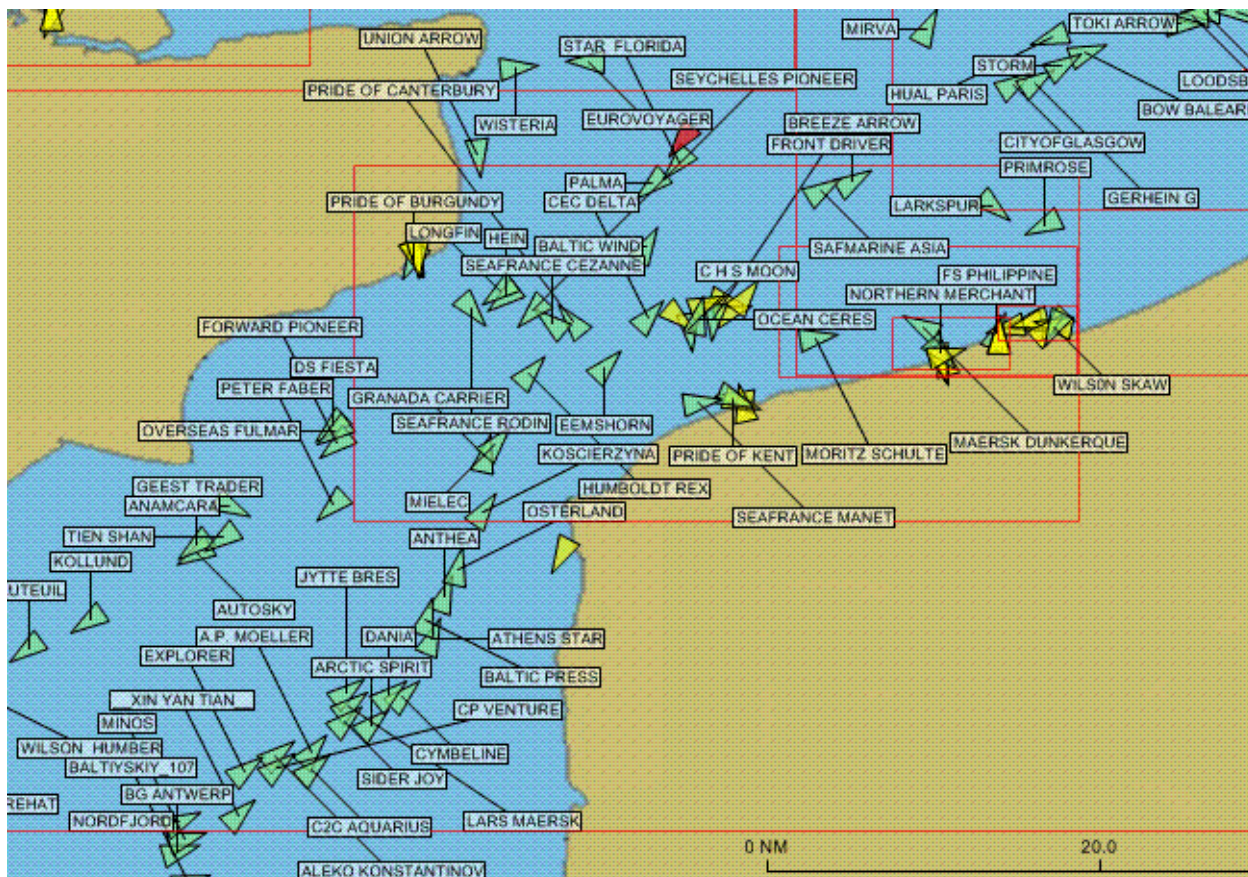 TOKI ARROW
MIRVA
UNION ARROW
STAR FLORIDA
STORM
SEYCHELLES PIONEER
LOODSB
PRIDE OF CANTERBURY
HUAL PARIS
BOW BALEAR
EUROVOYAGER
BREEZE ARROW
WISTERIA
FRONT DRIVER
CITYOFGLASGOW
PRIMROSE
PALMA
GERHEIN G
PRIDE OF BURGUNDY
CEC DELTA
LARKSPUR
LONGFIN
HEIN
BALTIC WIND
SAFMARINE ASIA
SEAFRANCE CEZANNE
C H S MOON
FS PHILIPPINE
NORTHERN MERCHANT
OCEAN CERES
FORWARD PIONEER
DS FIESTA
WILSON SKAW
PETER FABER
GRANADA CARRIER
SEAFRANCE RODIN
EEMSHORN
OVERSEAS FULMAR
MAERSK DUNKERQUE
KOSCIERZYNA
PRIDE OF KENT
MORITZ SCHULTE
GEEST TRADER
HUMBOLDT REX
MIELEC
ANAMCARA
OSTERLAND
SEAFRANCE MANET
TIEN SHAN
ANTHEA
KOLLUND
JYTTE BRES
UTEUIL
AUTOSKY
A.P. MOELLER
DANIA
ATHENS STAR
EXPLORER
ARCTIC SPIRIT
BALTIC PRESS
__XIN YAN TIAN__
CP VENTURE
MINOS
WILSON HUMBER
CYMBELINE
BALTIYSKIY_107
SIDER JOY
BG ANTWERP
REHAT
NORDFJORD
C2C AQUARIUS
LARS MAERSK
0 NM
20.0
ALEKO KONSTANTINOV